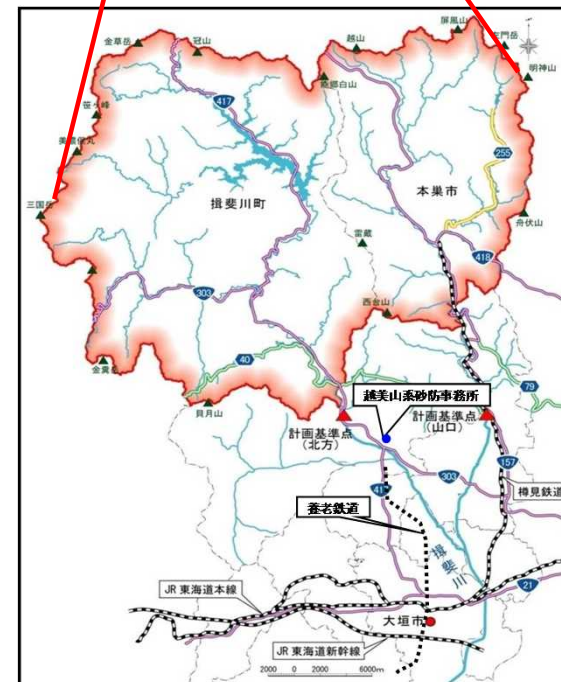 屏風山
左門岳
金草岳
冠山
越山
能郷白山
明神山
笹ヶ峰
417
255
美濃俣丸
本巣市
揖斐川町
三国岳
舟伏山
雷蔵
418
303
西台山
金糞岳
40
79
貝月山
越美山系砂防事務所
計画基準点
(北方)
計画基準点
(山口)
303
157
樽見鉄道
417
養老鉄道
揖斐川
21
JR東海道本線
大垣市
JR東海道新幹線
2000 0 2000 6000m